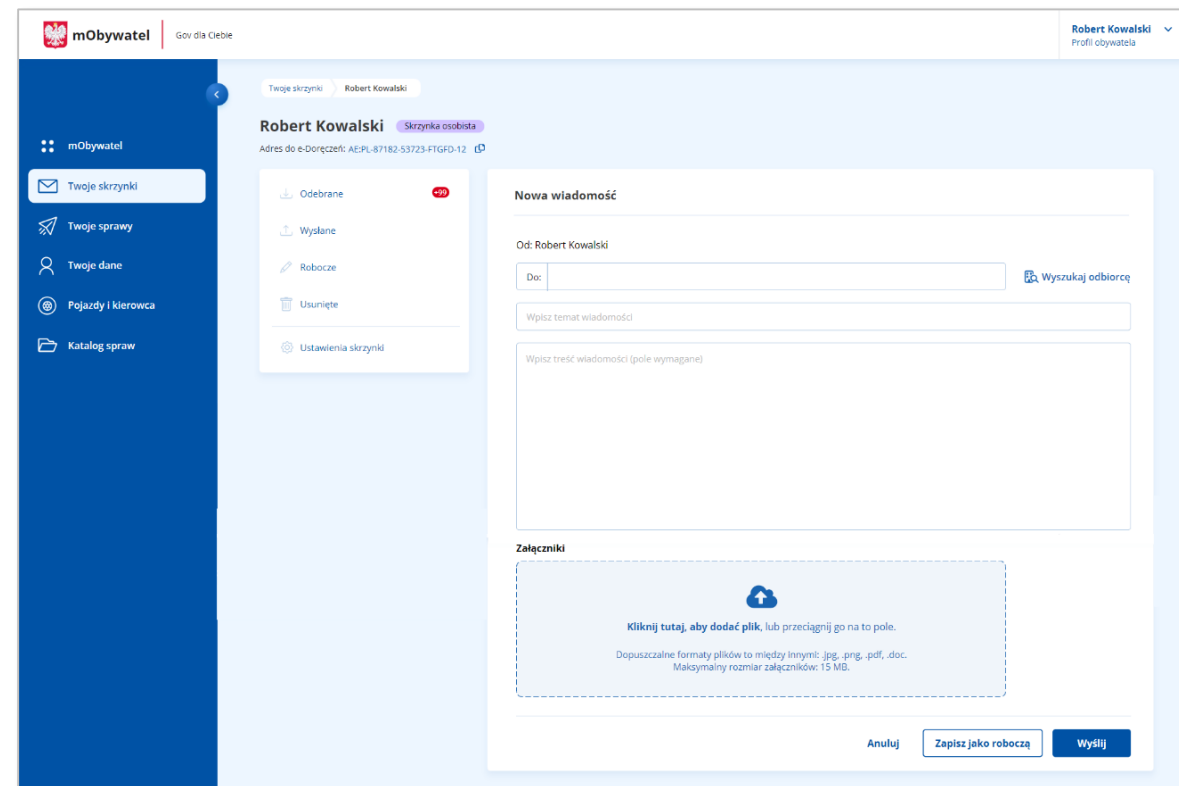 mObywatel
Gov dla Ciebie
Robert Kowalski
Profil obywatela
mObywatel
Twoje skrzynki
Twoje sprawy
Twoje dane
Pojazdy i kierowca
Katalog spraw
Twoje skrzynki Robert Kowalski
Robert Kowalski Skrzynka osobista
Adres do e-Doręczeń: AE:PL-87182-53723-FTGFD-12
Odebrane +99
Wysłane
Robocze
Usunięte
Ustawienia skrzynki
Nowa wiadomość
Od: Robert Kowalski
Do:
Wyszukaj odbiorcę
Wpisz temat wiadomości
Wpisz treść wiadomości (pole wymagane)
Załączniki
Kliknij tutaj, aby dodać plik, lub przeciągnij go na to pole.
Dopuszczalne formaty plików to między innymi: .jpg, .png, .pdf, .doc.
Maksymalny rozmiar załączników: 15 MB.
Anuluj
Zapisz jako roboczą
Wyślij